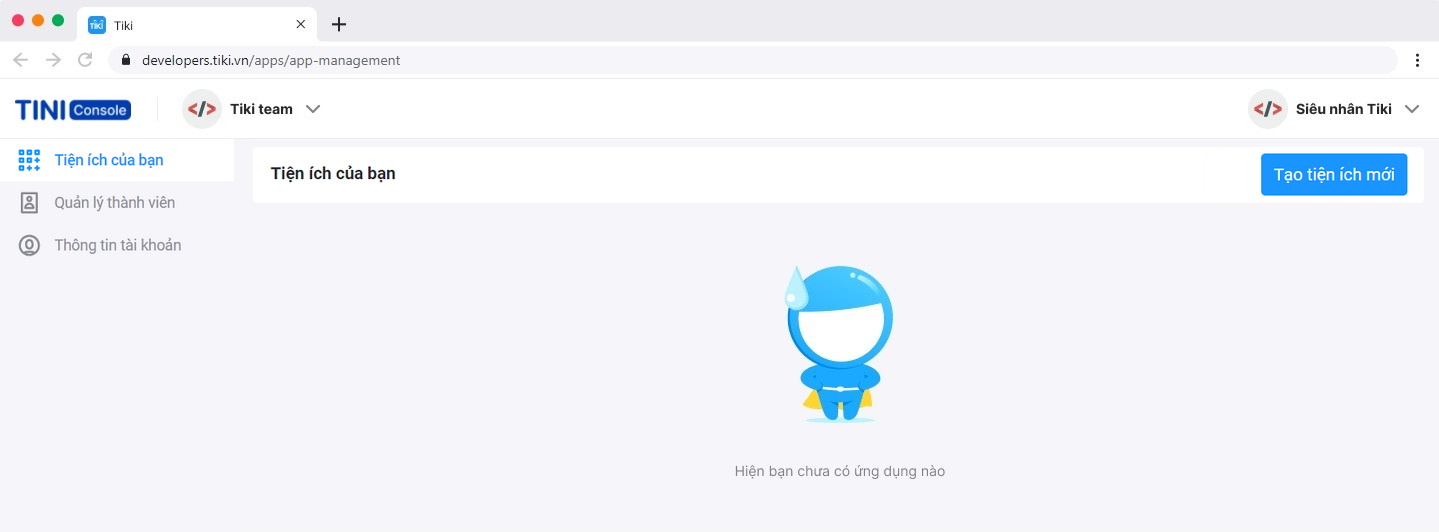 TiKi Tiki
developers.tiki.vn/apps/app-management
TINI Console Tiki team Siêu nhân Tiki
Tiện ích của bạn
Quản lý thành viên
Thông tin tài khoản
Tiện ích của bạn Tạo tiện ích mới
Hiện bạn chưa có ứng dụng nào